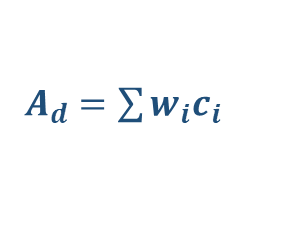 A_d = ∑ w_i c_i